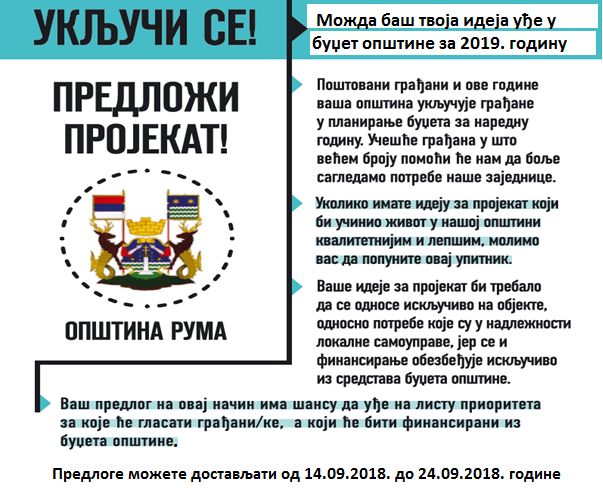 УКЉУЧИ СЕ!
Можда баш твоја идеја уђе у
буџет општине за 2019. годину
ПРЕДЛОЖИ
ПРОЈЕКАТ!
ОПШТИНА РУМА
Поштовани грађани и ове године
ваша општина укључује грађане
у планирање буџета за наредну
годину. Учешће грађана у што
већем броју помоћи ће нам да боље
сагледамо потребе наше заједнице.
Уколико имате идеју за пројекат који
би учинио живот у нашој општини
квалитетнијим и лепшим, молимо
вас да попуните овај упитник.
Ваше идеје за пројекат би требало
да се односе искључиво на објекте,
односно потребе које су у надлежности
локалне самоуправе, јер се и
финансирање обезбеђује искључиво
из средстава буџета општине.
Ваш предлог на овај начин има шансу да уђе на листу приоритета
за које ће гласати грађани/ке, а који ће бити финансирани из
буџета општине.
Предлоге можете достављати од 14.09.2018. до 24.09.2018. године